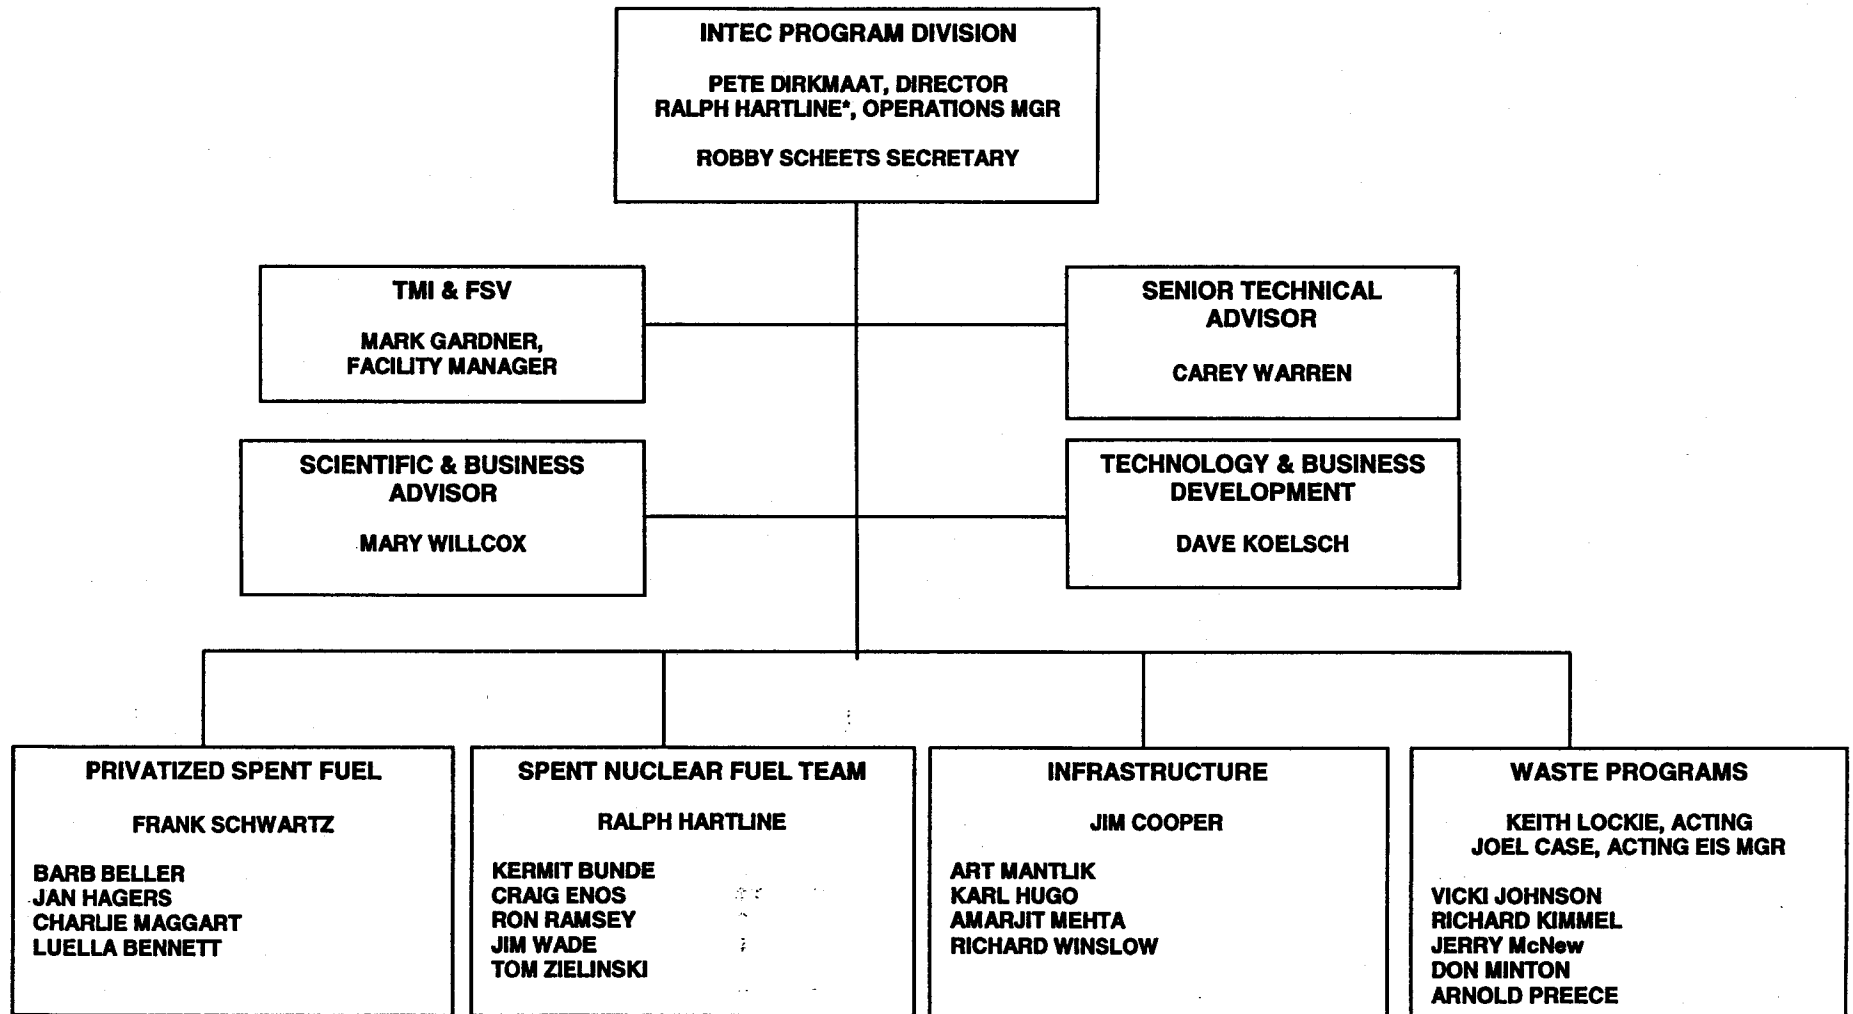 INTEC PROGRAM DIVISION
PETE DIRKMAAT, DIRECTOR
RALPH HARTLINE*, OPERATIONS MGR
ROBBY SCHEETS SECRETARY
TMI & FSV
MARK GARDNER,
FACILITY MANAGER
SENIOR TECHNICAL
ADVISOR
CAREY WARREN
SCIENTIFIC & BUSINESS
ADVISOR
MARY WILLCOX
TECHNOLOGY & BUSINESS
DEVELOPMENT
DAVE KOELSCH
PRIVATIZED SPENT FUEL
FRANK SCHWARTZ
BARB BELLER
JAN HAGERS
CHARLIE MAGGART
LUELLA BENNETT
SPENT NUCLEAR FUEL TEAM
RALPH HARTLINE
KERMIT BUNDE
CRAIG ENOS
RON RAMSEY
JIM WADE
TOM ZIELINSKI
INFRASTRUCTURE
JIM COOPER
ART MANTLIK
KARL HUGO
AMARJIT MEHTA
RICHARD WINSLOW
WASTE PROGRAMS
KEITH LOCKIE, ACTING
JOEL CASE, ACTING EIS MGR
VICKI JOHNSON
RICHARD KIMMEL
JERRY McNew
DON MINTON
ARNOLD PREECE